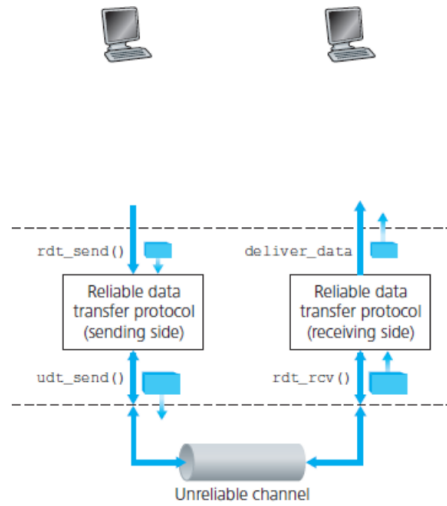 rdt_send()
deliver_data
Reliable data
transfer protocol
(sending side)
Reliable data
transfer protocol
(receiving side)
udt_send()
rdt_rcv()
Unreliable channel